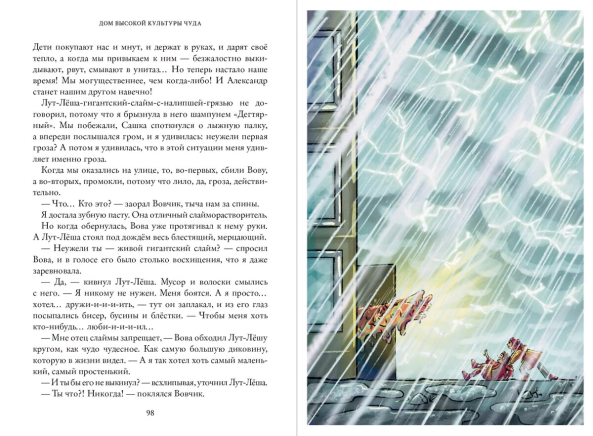 ДОМ ВЫСОКОЙ КУЛЬТУРЫ ЧУДА
Дети покупают нас и мнут, и держат в руках, и дарят своё
тепло, а когда мы привыкаем к ним — безжалостно выки-
дывают, рвут, смывают в унитаз... Но теперь настало наше
время! Мы могущественнее, чем когда-либо! И Александр
станет нашим другом навечно!
Лут-Лёша-гигантский-слайм-с-налипшей-грязью не до-
говорил, потому что я брызнула в него шампунем «Дегтяр-
ный». Мы побежали, Сашка споткнулся о лыжную палку,
а впереди послышался гром, и я удивилась: неужели первая
гроза? А потом я удивилась, что в этой ситуации меня удив-
ляет именно гроза.
Когда мы оказались на улице, то, во-первых, сбили Вову,
а во-вторых, промокли, потому что лило, да, гроза, действи-
тельно.
— Что... Кто это? — заорал Вовчик, тыча нам за спины.
Я достала зубную пасту. Она отличный слайморастворитель.
Но когда обернулась, Вова уже протягивал к нему руки.
А Лут-Лёша стоял под дождём весь блестящий, мерцающий.
— Неужели ты — живой гигантский слайм? — спросил
Вова, и в голосе его было столько восхищения, что я даже
заревновала.
— Да, — кивнул Лут-Лёша. Мусор и волоски смылись
с него. — Я никому не нужен. Меня боятся. А я просто...
хотел... дружи-и-и-и-ить, — тут он заплакал, и из его глаз
посыпались бисер, бусины и блёстки. — Чтобы меня хоть
кто-нибудь... люби-и-и-и-ил...
— Мне отец слаймы запрещает, — Вова обходил Лут-Лёшу
кругом, как чудо чудесное. Как самую большую диковину,
которую в жизни видел. — А я так хотел хоть самый малень-
кий, самый простенький.
— И ты бы его не выкинул? — всхлипывая, уточнил Лут-Лёша.
— Ты что?! Никогда! — поклялся Вовчик.
98